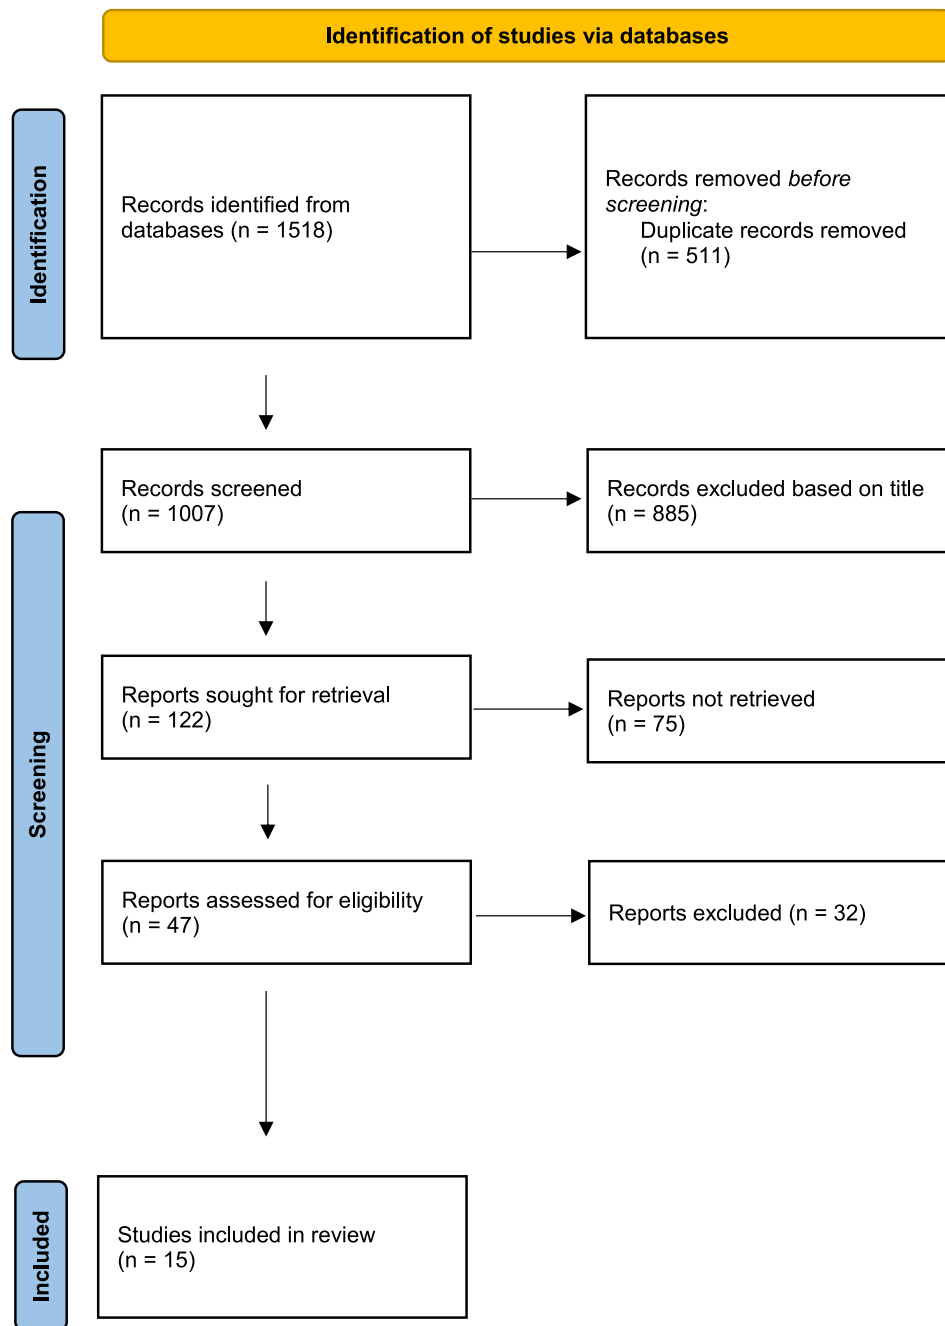 Identification of studies via databases
Identification
Records identified from
databases (n = 1518)
Records removed before
screening:
Duplicate records removed
(n = 511)
Screening
Records screened
(n = 1007)
Records excluded based on title
(n = 885)
Reports sought for retrieval
(n = 122)
Reports not retrieved
(n = 75)
Reports assessed for eligibility
(n = 47)
Reports excluded (n = 32)
Included
Studies included in review
(n = 15)